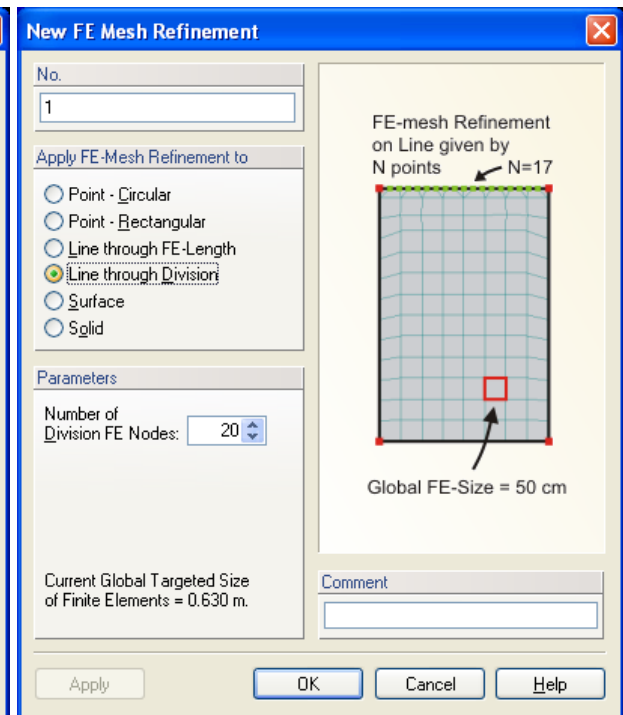 New FE Mesh Refinement
No.
1
Apply FE-Mesh Refinement to
Point - Circular
Point - Rectangular
Line through FE-Length
Line through Division
Surface
Solid
Parameters
Number of
Division FE Nodes: 20
Current Global Targeted Size
of Finite Elements = 0.630 m.
FE-mesh Refinement
on Line given by
N points N=17
Global FE-Size = 50 cm
Comment
Apply OK Cancel Help